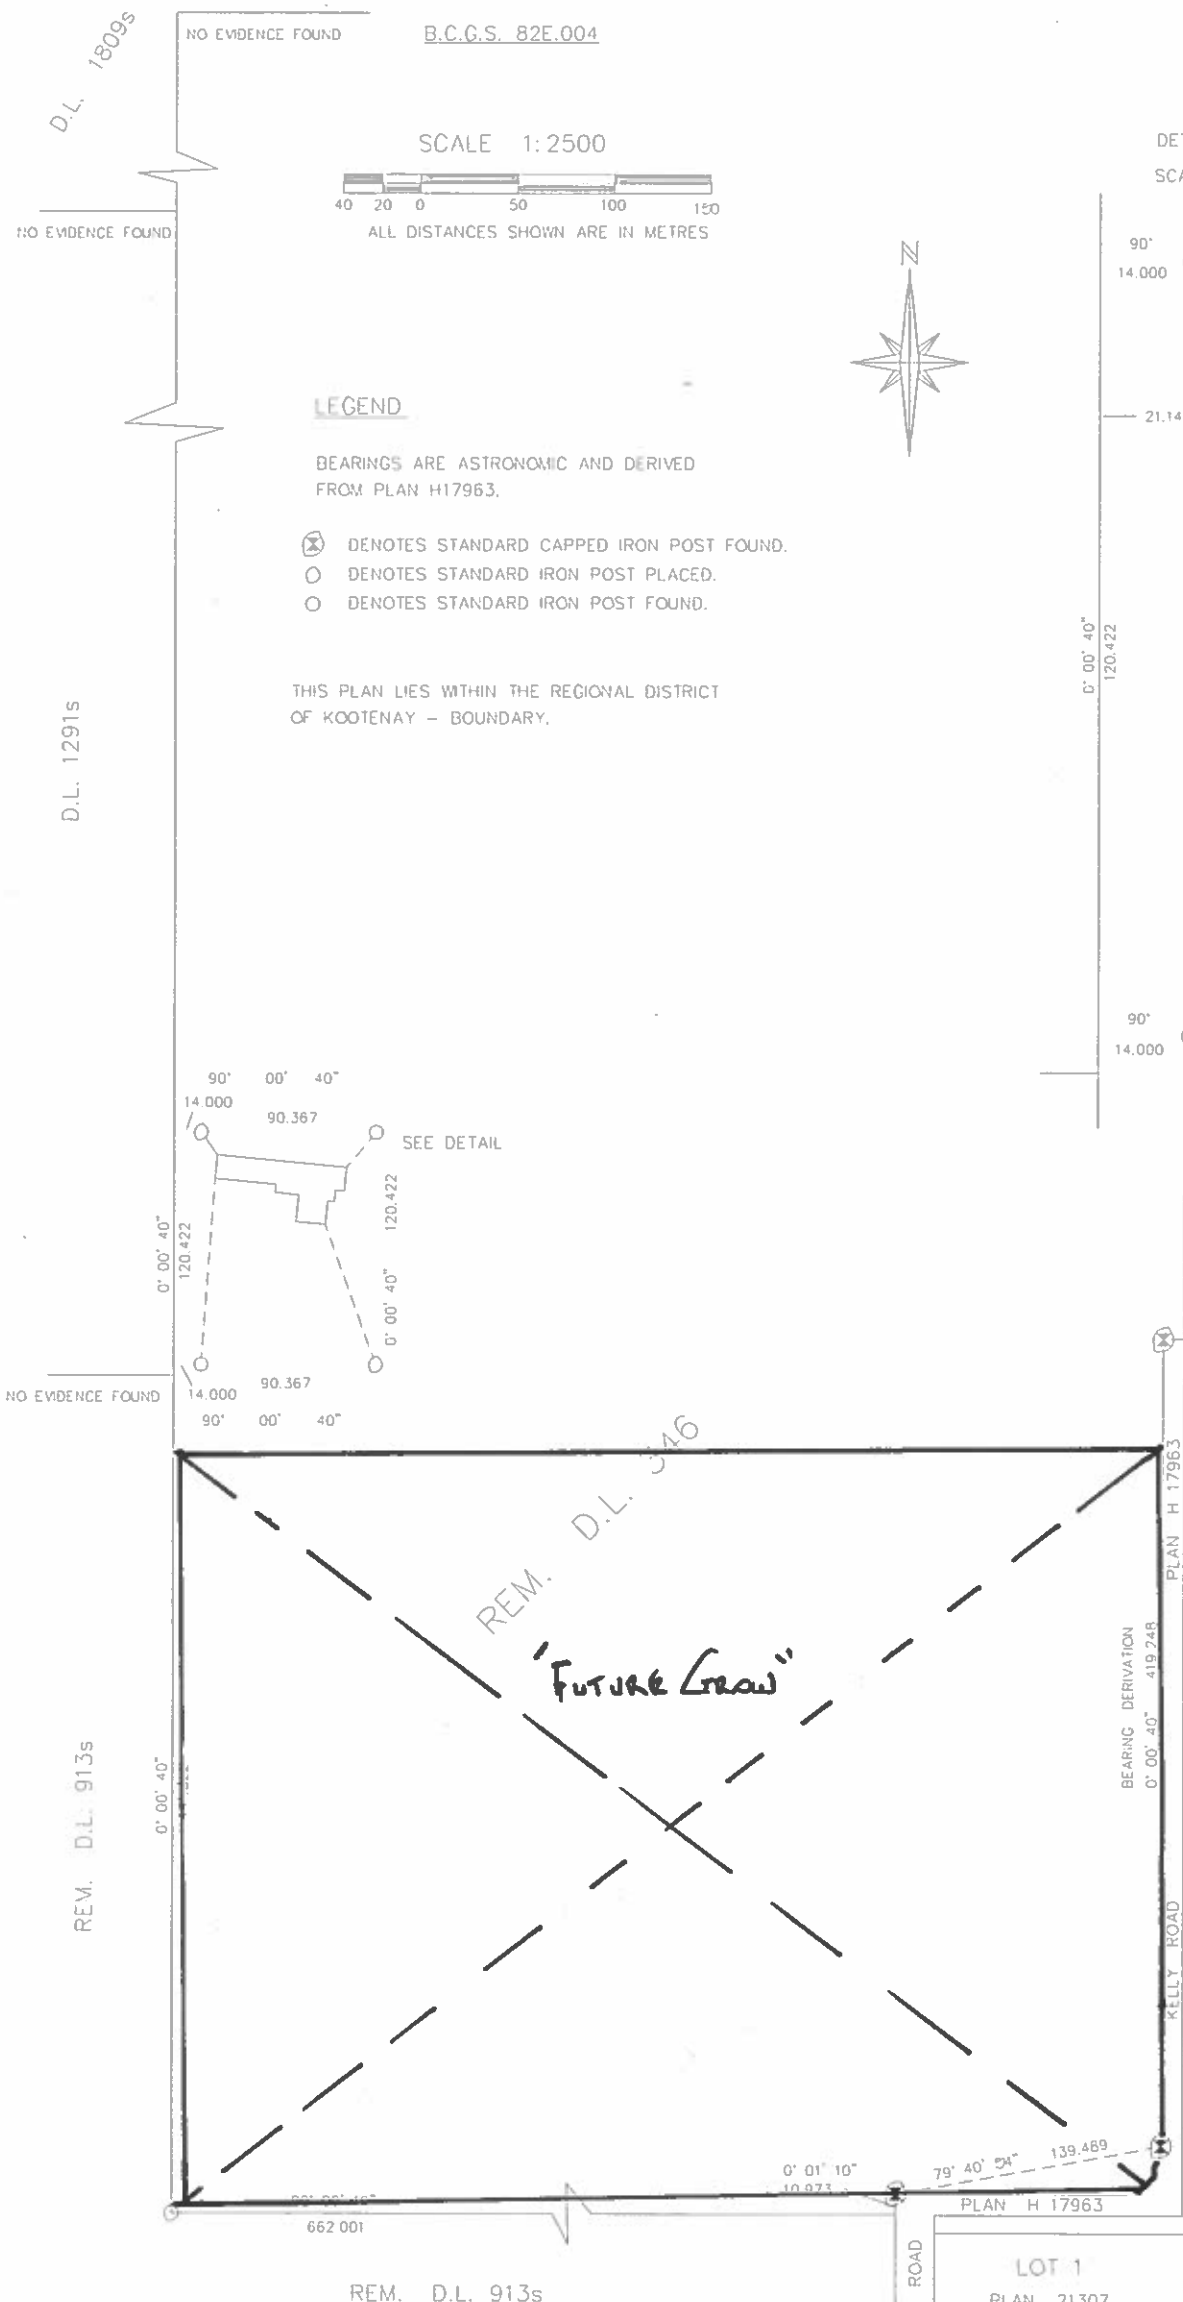 D.L. 1809s
NO EVIDENCE FOUND
B.C.G.S. 82E.004
SCALE 1:2500
40 20 0 50 100 150
ALL DISTANCES SHOWN ARE IN METRES
NO EVIDENCE FOUND
N
LEGEND
BEARINGS ARE ASTRONOMIC AND DERIVED
FROM PLAN H17963.
DENOTES STANDARD CAPPED IRON POST FOUND.
DENOTES STANDARD IRON POST PLACED.
DENOTES STANDARD IRON POST FOUND.
THIS PLAN LIES WITHIN THE REGIONAL DISTRICT
OF KOOTENAY – BOUNDARY.
90°
14.000
21.14
0° 00' 40"
120.422
90°
14.000
D.L. 1291s
90° 00' 40"
14.000
90.367
SEE DETAIL
0° 00' 40"
120.422
120.422
0° 00' 40"
NO EVIDENCE FOUND
14.000
90.367
90° 00' 40"
REM. D.L.
"FUTURE GROW"
PLAN H 17963
BEARING DERIVATION
0° 00' 40" 419.248
KELLY ROAD
REM. D.L. 913s
0° 00' 40"
0° 01' 10"
10.973
79° 40' 54" 139.489
PLAN H 17963
662.001
ROAD
LOT 1
PLAN 21307
REM. D.L. 913s